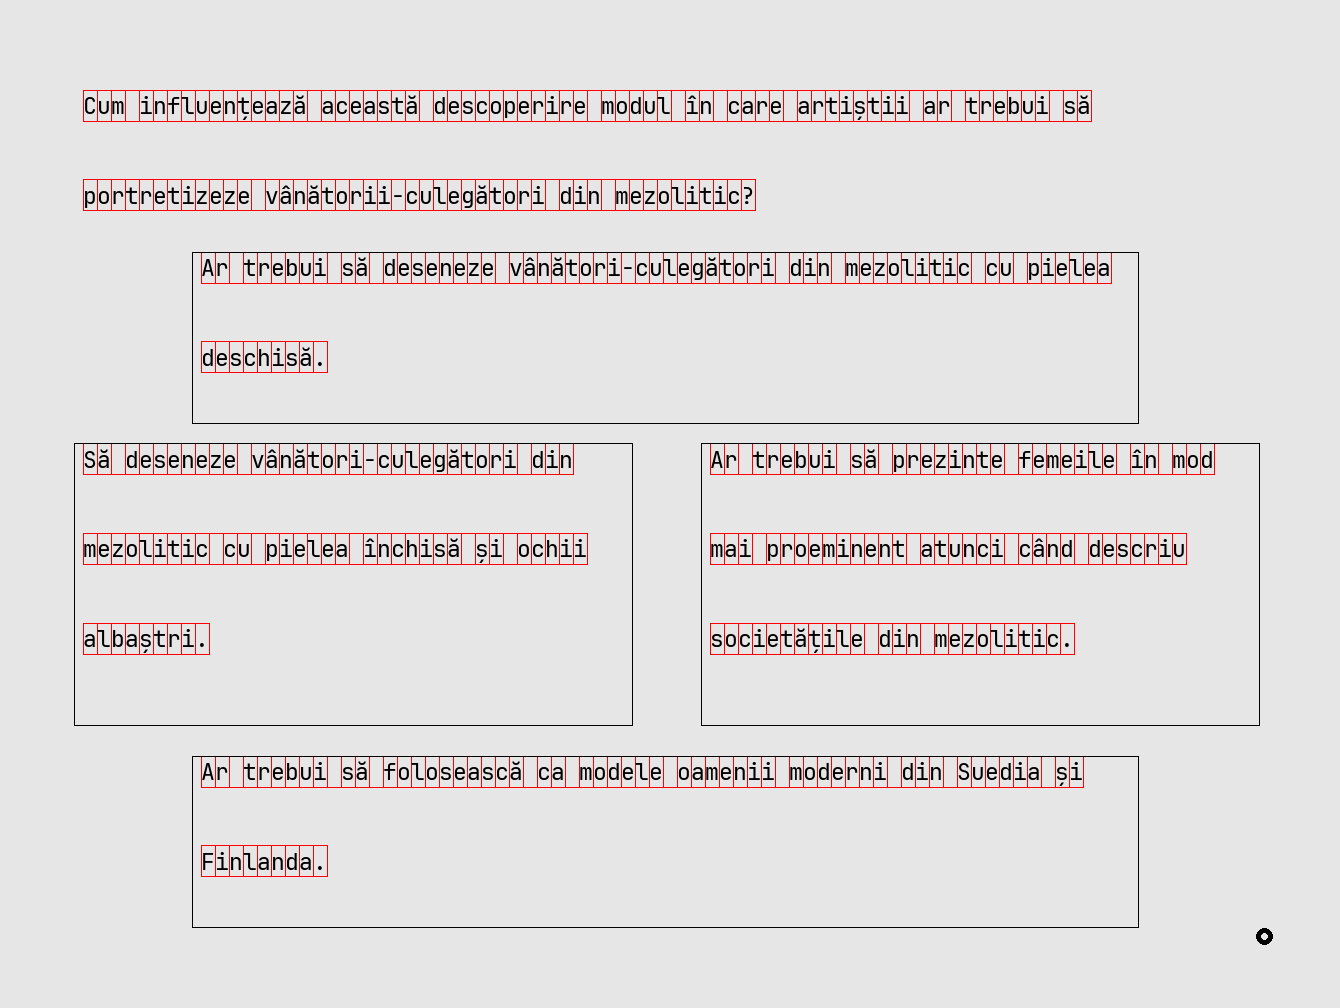 Cum influențează această descoperire modul în care artiștii ar trebui să
portretizeze vânătorii-culegători din mezolitic?
Ar trebui să deseneze vânători-culegători din mezolitic cu pielea
deschisă.
Să deseneze vânători-culegători din
mezolitic cu pielea închisă și ochii
albaștri.
Ar trebui să prezinte femeile în mod
mai proeminent atunci când descriu
societățile din mezolitic.
Ar trebui să folosească ca modele oamenii moderni din Suedia și
Finlanda.